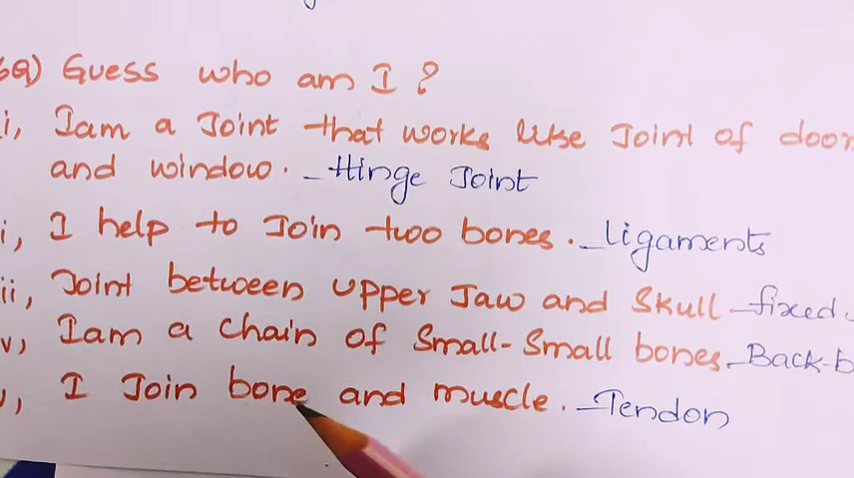 6Q) Guess who am I ?
i, Iam a Joint that works like Joint of door
and window. - Hinge Joint
i, I help to Join two bones. - ligaments
ii, Joint between upper Jaw and Skull - fixed
v) Iam a chain of Small-Small bones. - Back-b
v, I Join bone and muscle. - Tendon